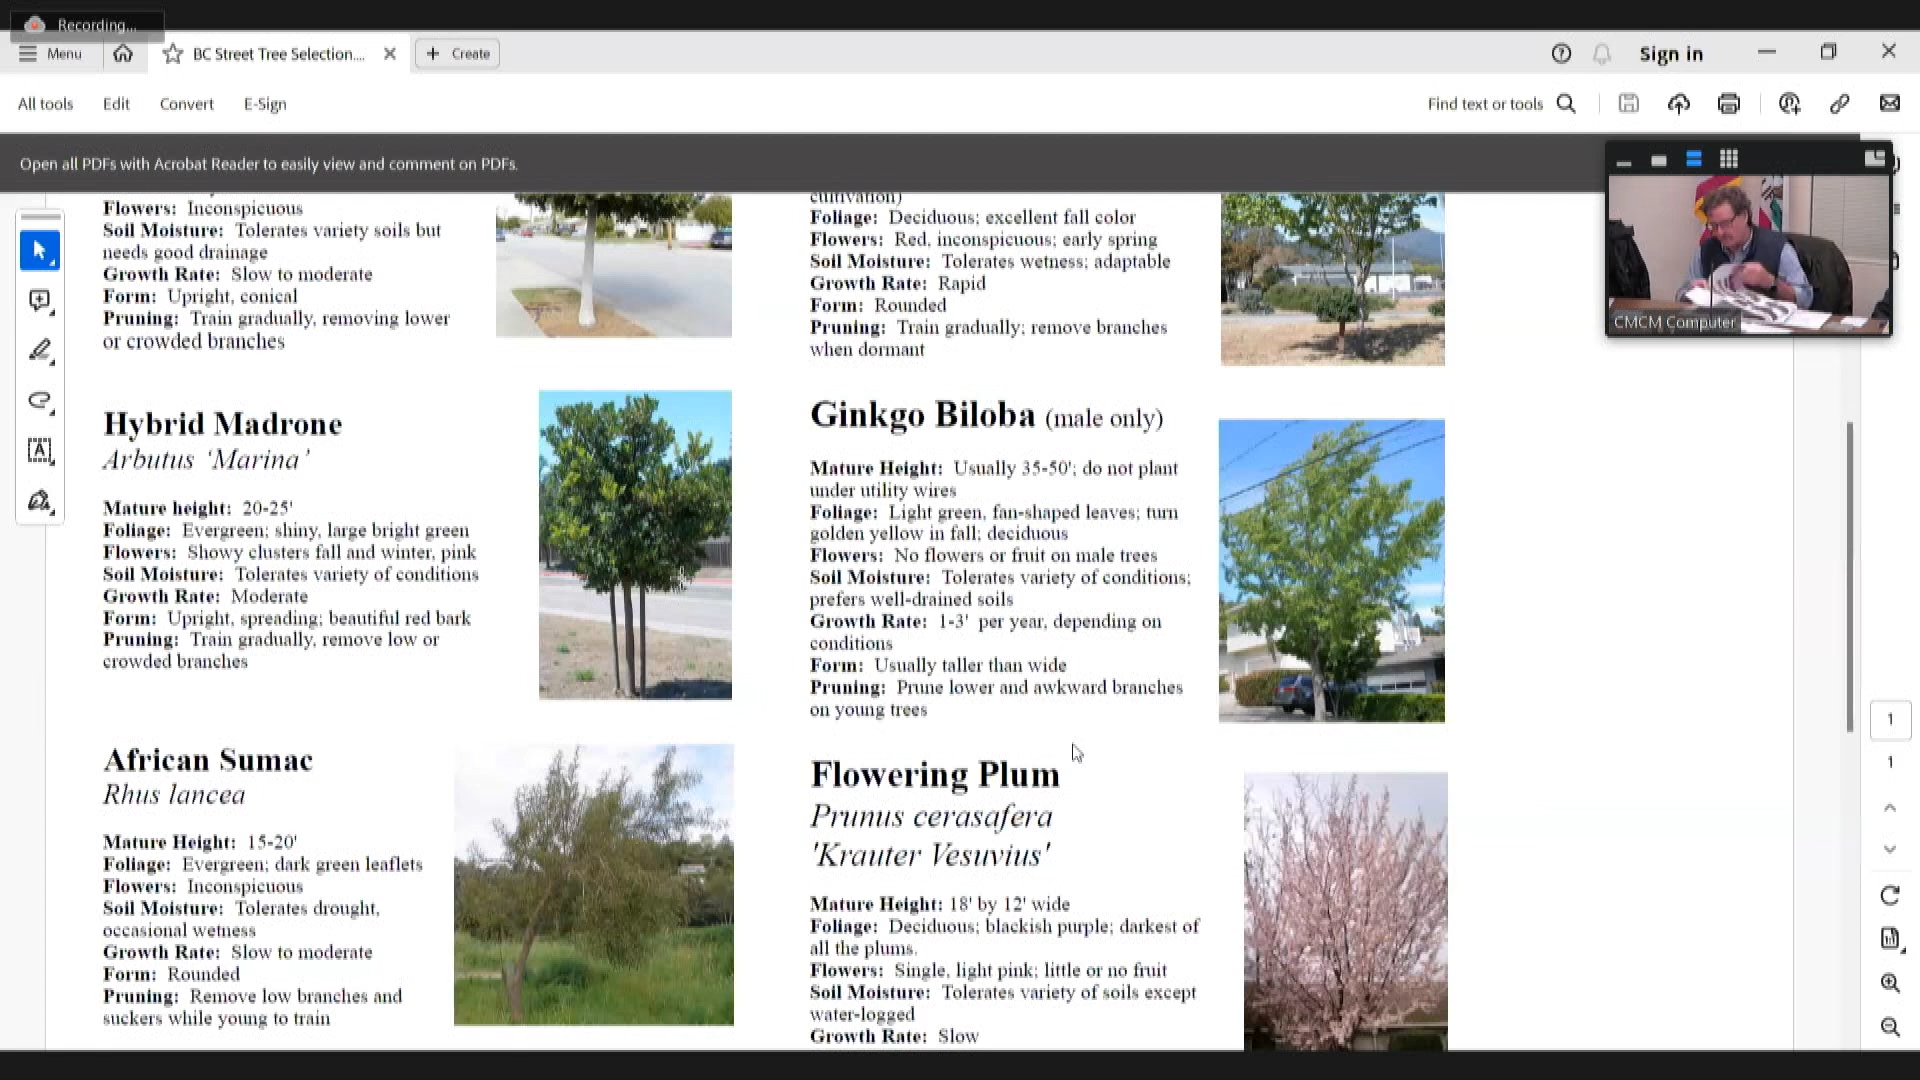 Recording...
Menu
BC Street Tree Selection....
Create
Sign in
All tools
Edit
Convert
E-Sign
Find text or tools
Open all PDFs with Acrobat Reader to easily view and comment on PDFs.
CMCM Computer
Flowers: Inconspicuous
Soil Moisture: Tolerates variety soils but
needs good drainage
Growth Rate: Slow to moderate
Form: Upright, conical
Pruning: Train gradually, removing lower
or crowded branches
Hybrid Madrone
Arbutus ‘Marina’
Mature height: 20-25'
Foliage: Evergreen; shiny, large bright green
Flowers: Showy clusters fall and winter, pink
Soil Moisture: Tolerates variety of conditions
Growth Rate: Moderate
Form: Upright, spreading; beautiful red bark
Pruning: Train gradually, remove low or
crowded branches
African Sumac
Rhus lancea
Mature Height: 15-20'
Foliage: Evergreen; dark green leaflets
Flowers: Inconspicuous
Soil Moisture: Tolerates drought,
occasional wetness
Growth Rate: Slow to moderate
Form: Rounded
Pruning: Remove low branches and
suckers while young to train
cultivation)
Foliage: Deciduous; excellent fall color
Flowers: Red, inconspicuous; early spring
Soil Moisture: Tolerates wetness; adaptable
Growth Rate: Rapid
Form: Rounded
Pruning: Train gradually; remove branches
when dormant
Ginkgo Biloba (male only)
Mature Height: Usually 35-50'; do not plant
under utility wires
Foliage: Light green, fan-shaped leaves; turn
golden yellow in fall; deciduous
Flowers: No flowers or fruit on male trees
Soil Moisture: Tolerates variety of conditions;
prefers well-drained soils
Growth Rate: 1-3' per year, depending on
conditions
Form: Usually taller than wide
Pruning: Prune lower and awkward branches
on young trees
Flowering Plum
Prunus cerasafera
'Krauter Vesuvius'
Mature Height: 18' by 12' wide
Foliage: Deciduous; blackish purple; darkest of
all the plums.
Flowers: Single, light pink; little or no fruit
Soil Moisture: Tolerates variety of soils except
water-logged
Growth Rate: Slow
1
1